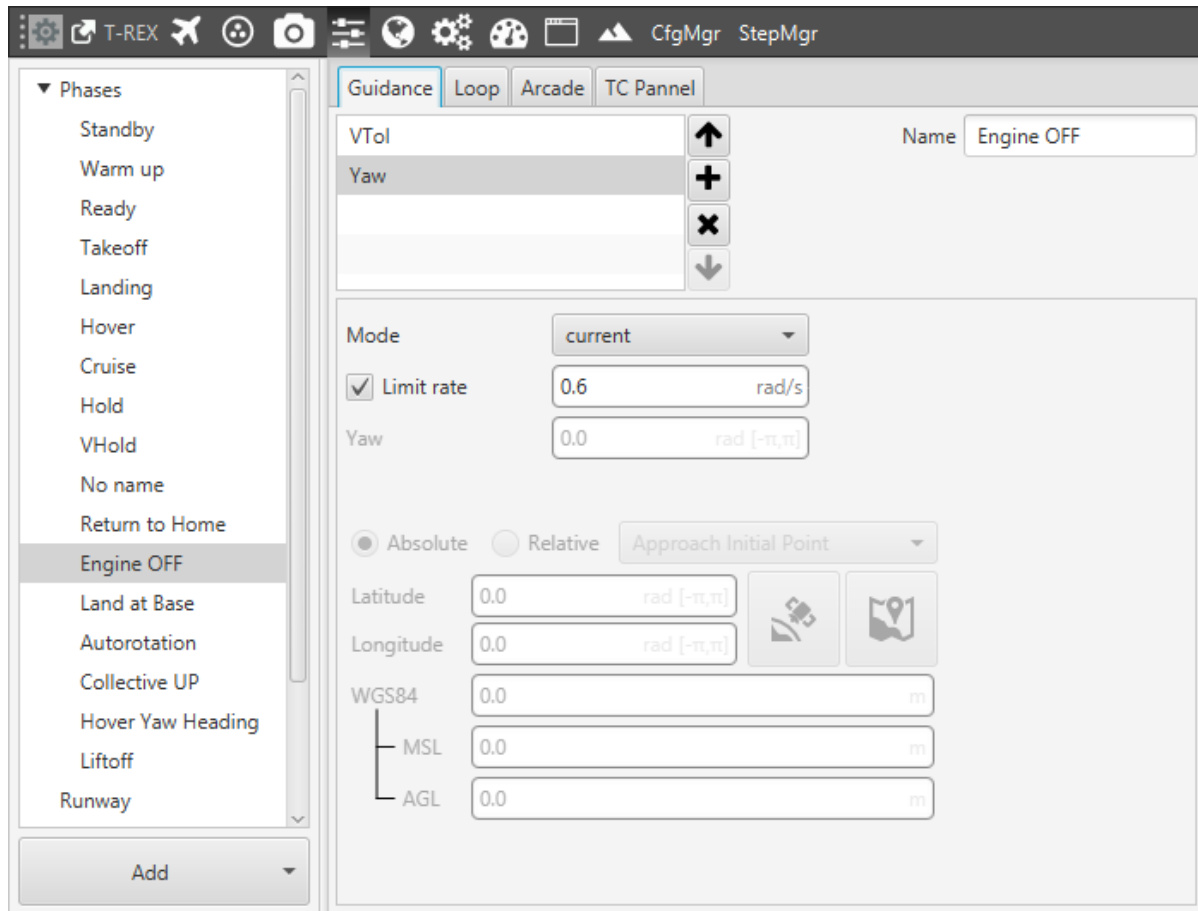 T-REX CfgMgr StepMgr
Phases
Standby
Warm up
Ready
Takeoff
Landing
Hover
Cruise
Hold
VHold
No name
Return to Home
Engine OFF
Land at Base
Autorotation
Collective UP
Hover Yaw Heading
Liftoff
Runway
Add
Guidance Loop Arcade TC Pannel
VTol
Yaw
Name Engine OFF
Mode current
Limit rate 0.6 rad/s
Yaw 0.0 rad [-π,π]
Absolute Relative Approach Initial Point
Latitude 0.0 rad [-π,π]
Longitude 0.0 rad [-π,π]
WGS84 0.0 m
MSL 0.0 m
AGL 0.0 m